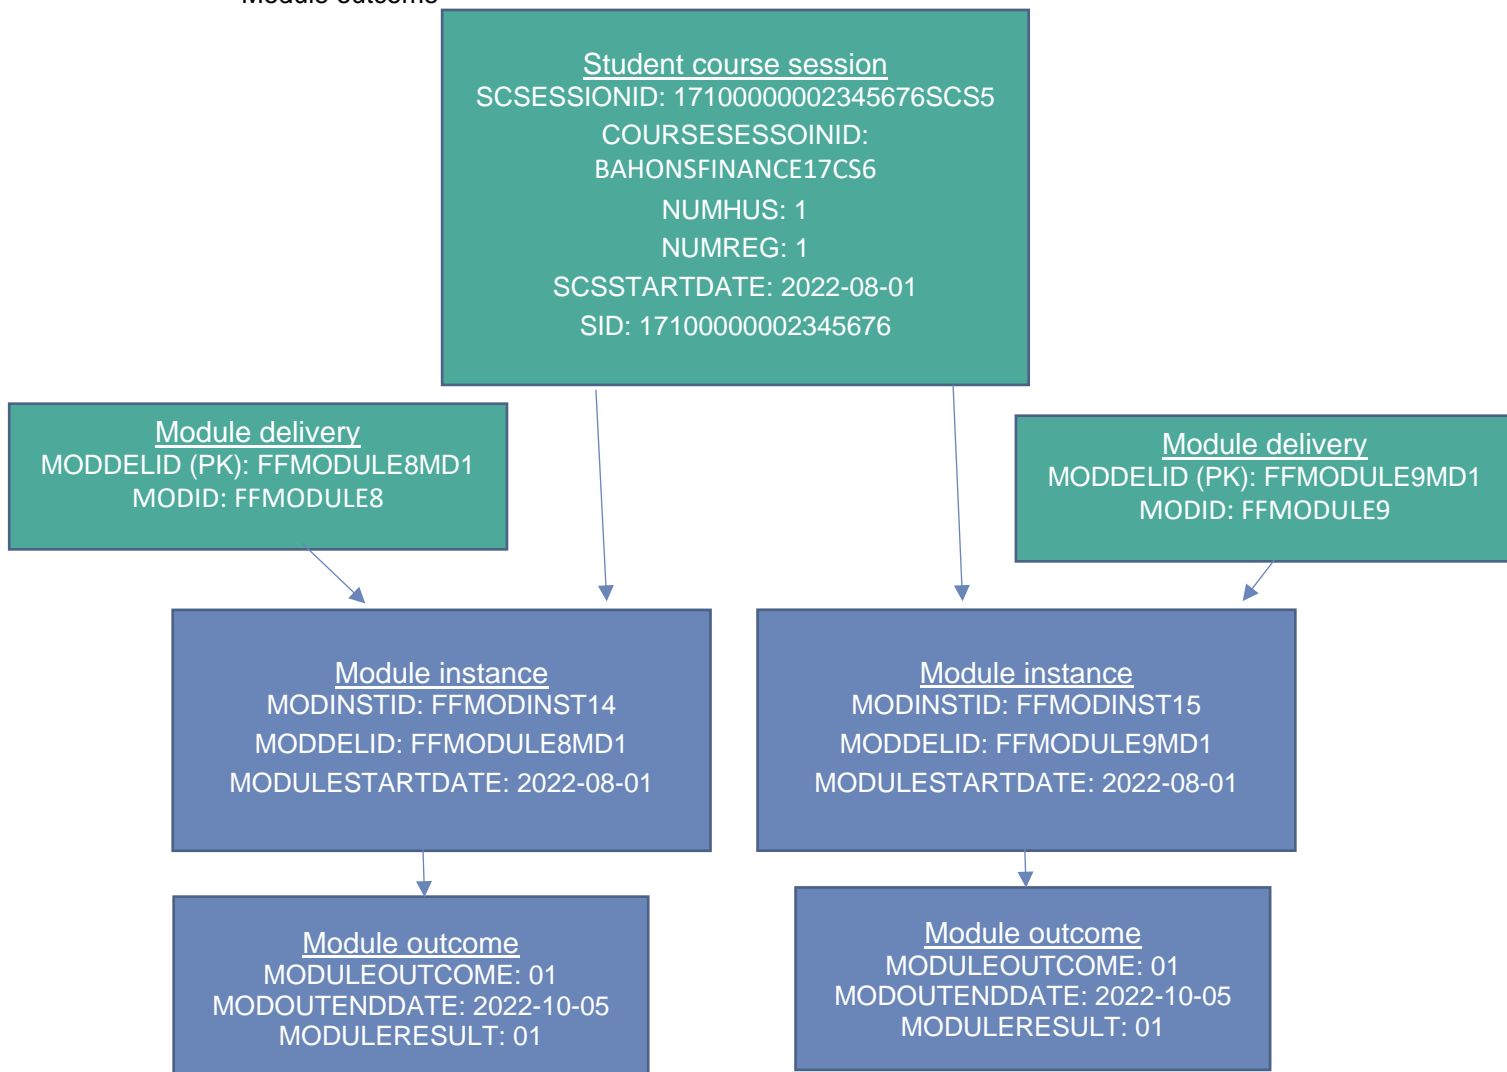 Module outcome
Student course session
SCSESSIONID: 17100000002345676SCS5
COURSESESSOINID:
BAHONSFINANCE17CS6
NUMHUS: 1
NUMREG: 1
SCSSTARTDATE: 2022-08-01
SID: 17100000002345676
Module delivery
MODDELID (PK): FFMODULE8MD1
MODID: FFMODULE8
Module delivery
MODDELID (PK): FFMODULE9MD1
MODID: FFMODULE9
Module instance
MODINSTID: FFMODINST14
MODDELID: FFMODULE8MD1
MODULESTARTDATE: 2022-08-01
Module instance
MODINSTID: FFMODINST15
MODDELID: FFMODULE9MD1
MODULESTARTDATE: 2022-08-01
Module outcome
MODULEOUTCOME: 01
MODOUTENDDATE: 2022-10-05
MODULERESULT: 01
Module outcome
MODULEOUTCOME: 01
MODOUTENDDATE: 2022-10-05
MODULERESULT: 01